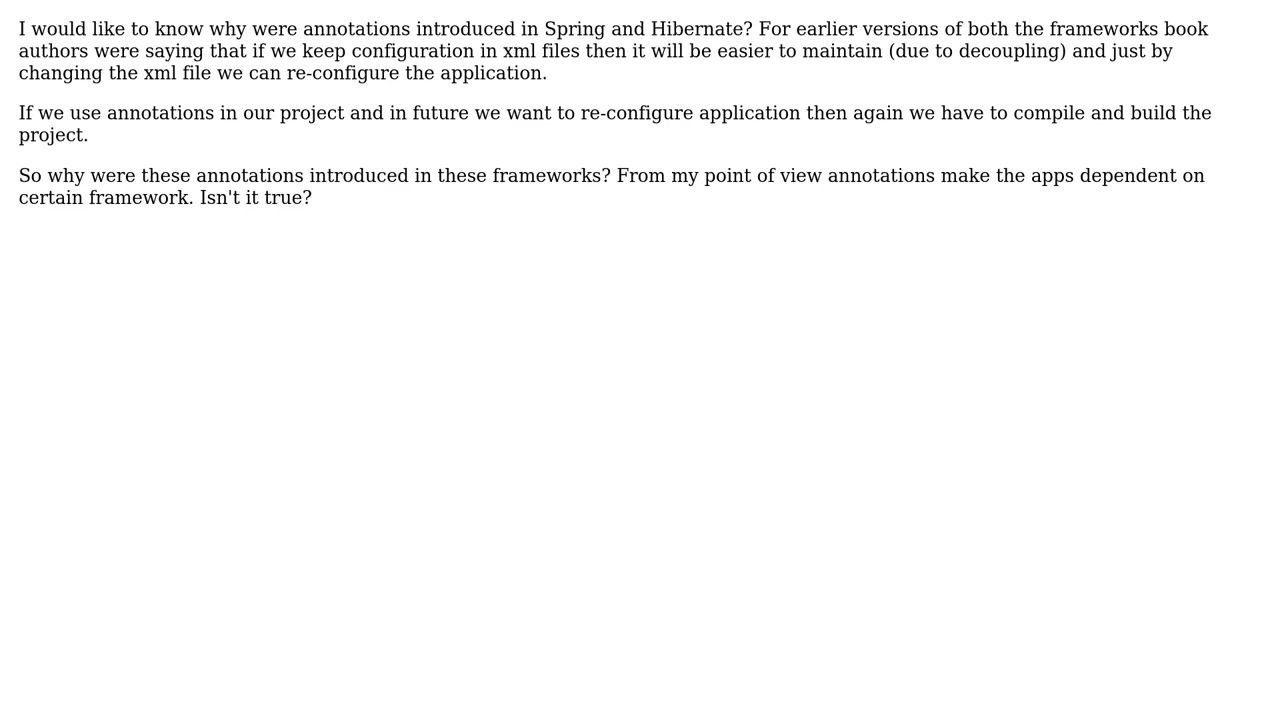 I would like to know why were annotations introduced in Spring and Hibernate? For earlier versions of both the frameworks book
authors were saying that if we keep configuration in xml files then it will be easier to maintain (due to decoupling) and just by
changing the xml file we can re-configure the application.
If we use annotations in our project and in future we want to re-configure application then again we have to compile and build the
project.
So why were these annotations introduced in these frameworks? From my point of view annotations make the apps dependent on
certain framework. Isn't it true?